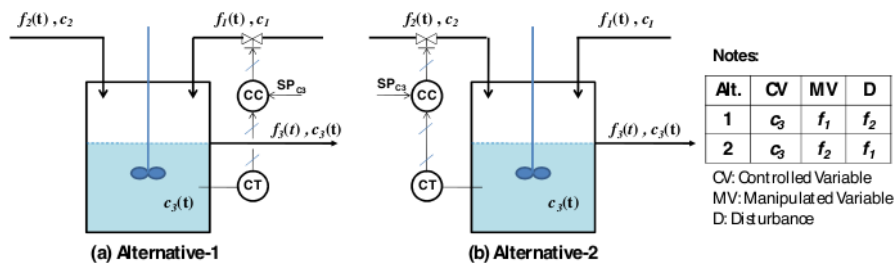 f₂(t) , c₂
f₁(t) , c₁
CC
SP_C3
f₃(t) , c₃(t)
CT
c₃(t)
(a) Alternative-1
f₂(t) , c₂
f₁(t) , c₁
SP_C3
CC
f₃(t) , c₃(t)
CT
c₃(t)
(b) Alternative-2
Notes:
Alt. CV MV D
1 c₃ f₁ f₂
2 c₃ f₂ f₁
CV: Controlled Variable
MV: Manipulated Variable
D: Disturbance